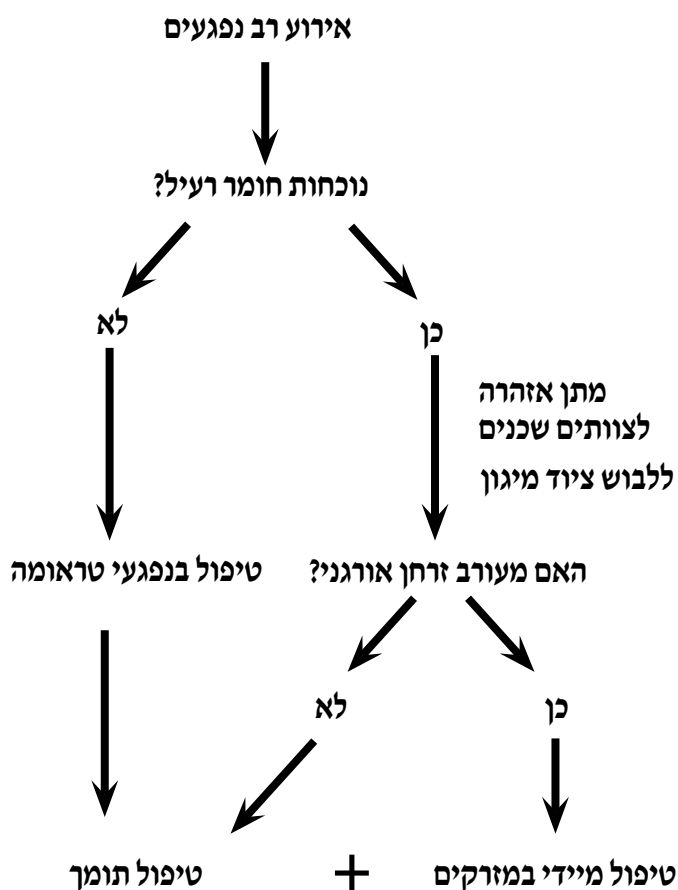 אירוע רב נפגעים
נוכחות חומר רעיל?
לא
כן
מתן אזהרה
לצוותים שכנים
ללבוש ציוד מיגון
האם מעורב זרחן אורגני?
טיפול בנפגעי טראומה
כן
לא
טיפול מיידי במזרקים + טיפול תומך